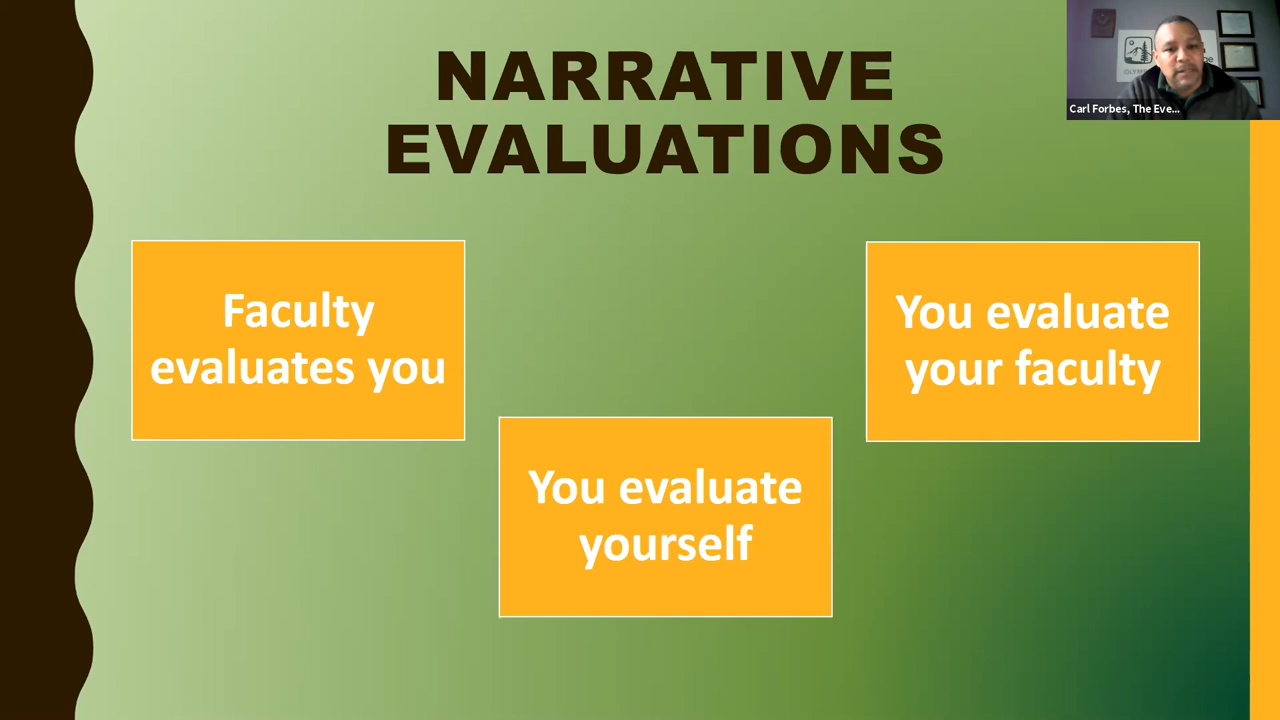 NARRATIVE
EVALUATIONS
Carl Forbes, The Eve...
Faculty
evaluates you
You evaluate
yourself
You evaluate
your faculty